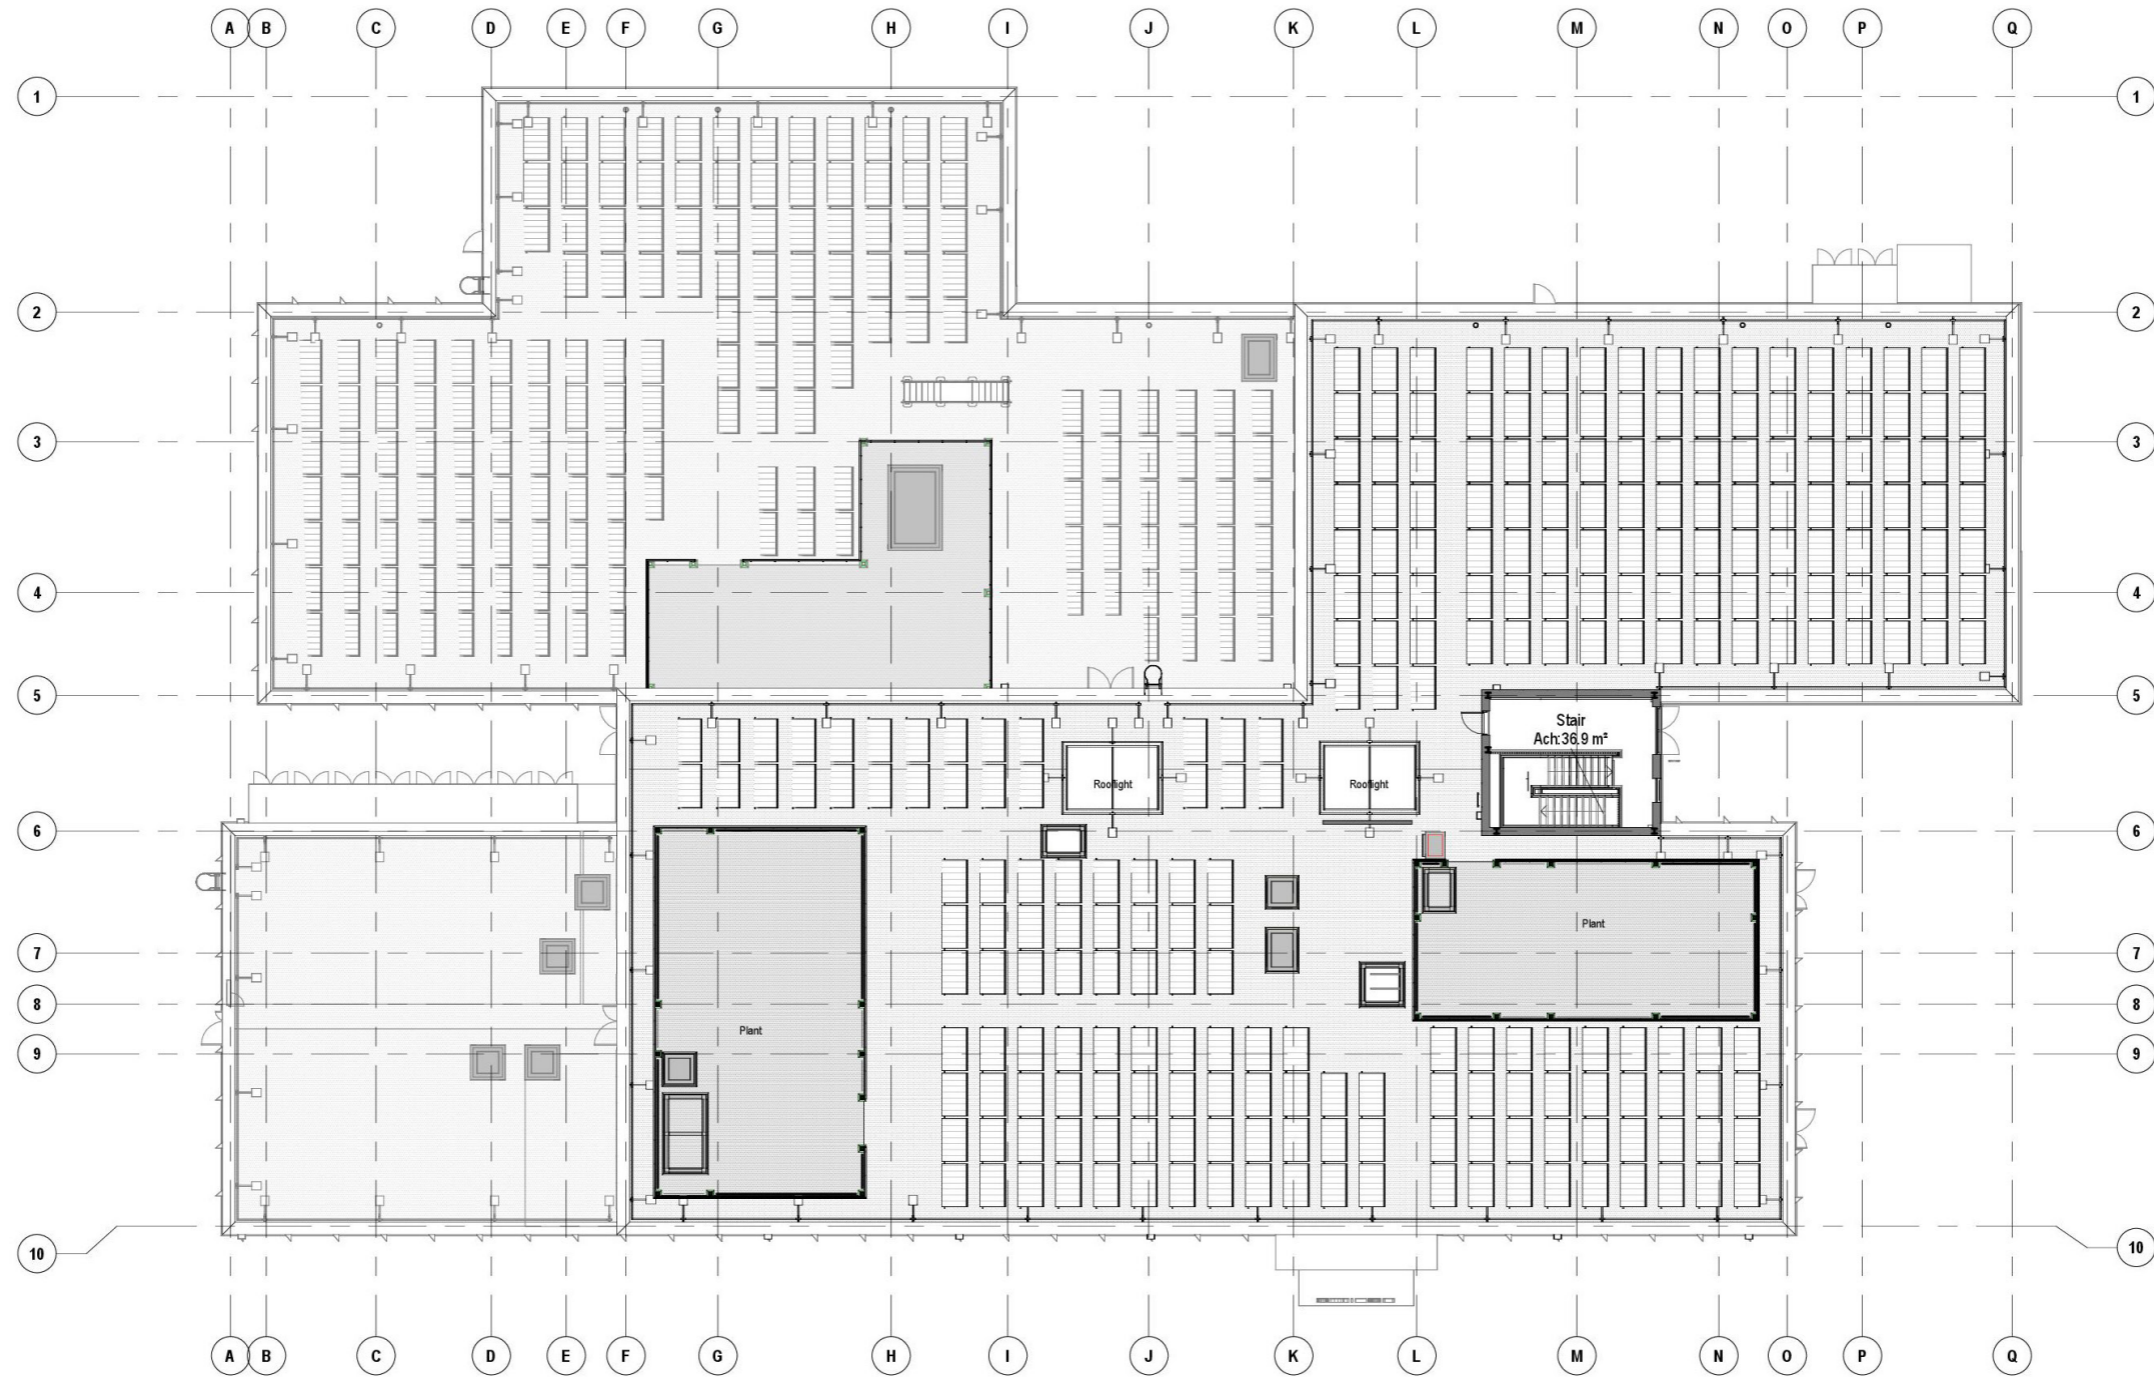 A B C D E F G H I J K L M N O P Q
1 1
2 2
3 3
4 4
5 5
Stair
Ach:36.9 m²
Rooflight Rooflight
6 6
Plant
7 7
8 8
Plant
9 9
10 10
A B C D E F G H I J K L M N O P Q